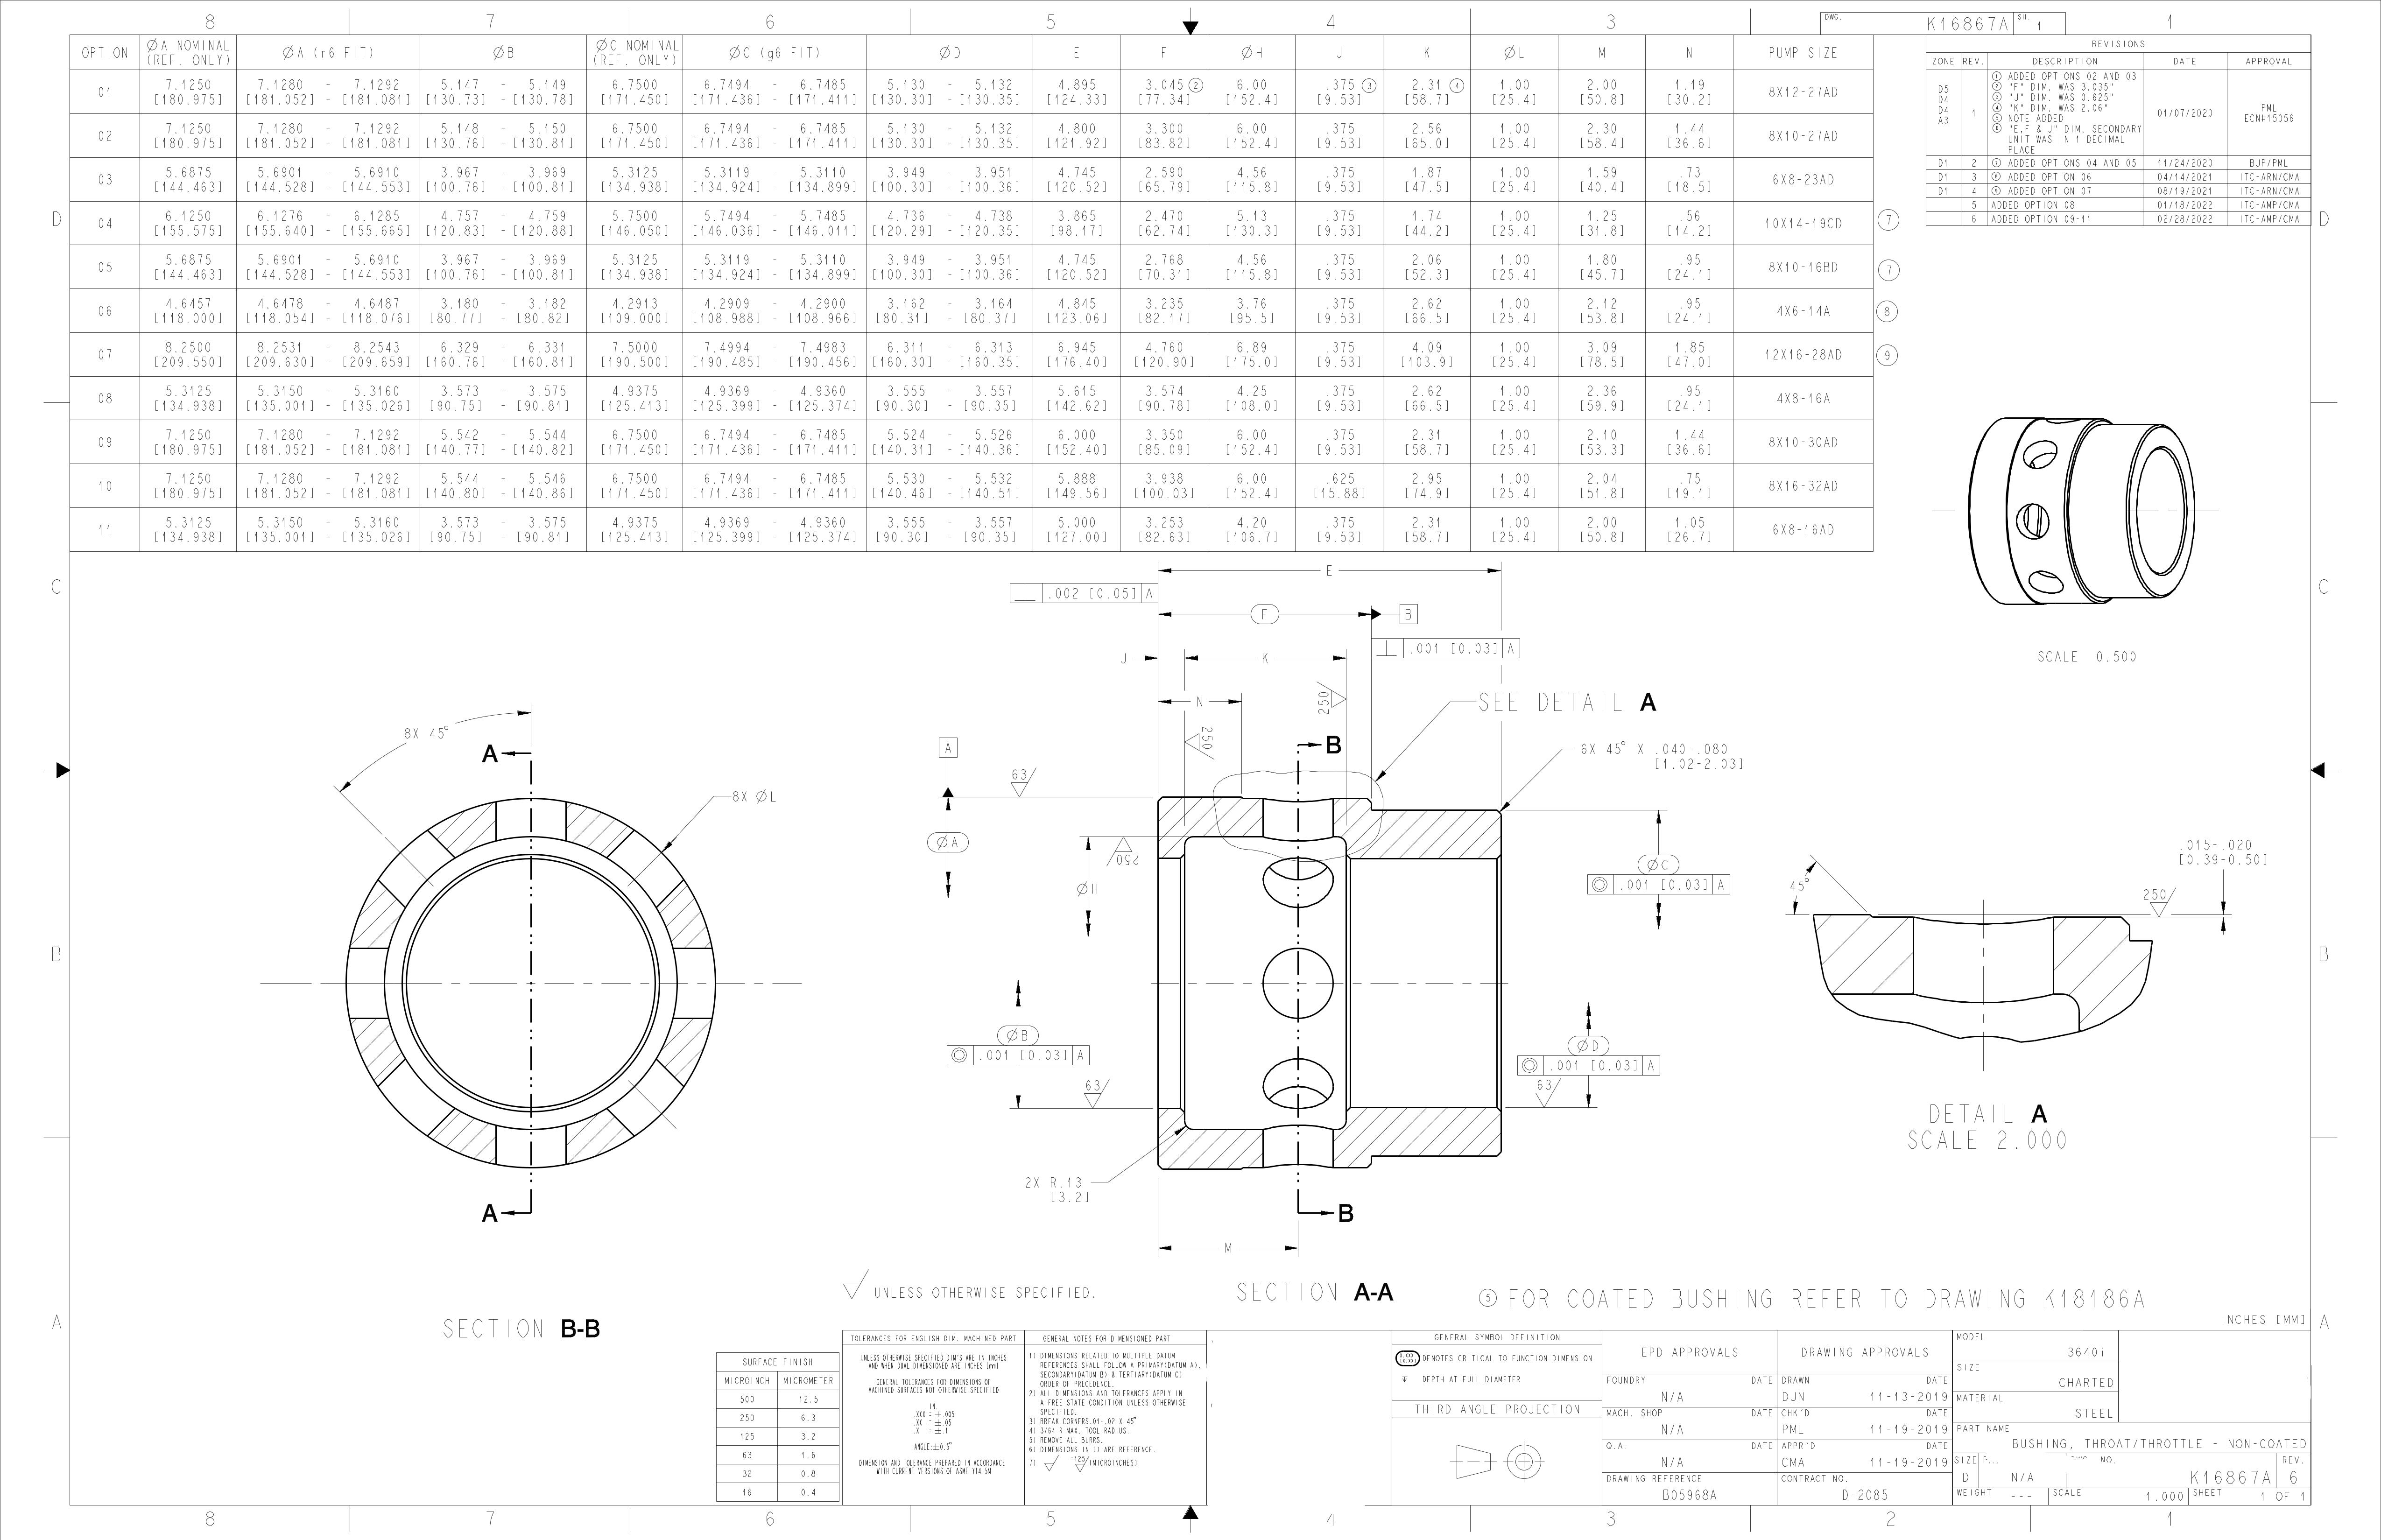 8 7 6 5 4 3 1
DWG. K16867A SH. 1
OPTION ∅A NOMINAL (REF. ONLY) ∅A (r6 FIT) ∅B ∅C NOMINAL (REF. ONLY) ∅C (g6 FIT) ∅D E F ∅H J K ∅L M N PUMP SIZE
01 7.1250 7.1280 - 7.1292 5.147 - 5.149 6.7500 6.7494 - 6.7485 5.130 - 5.132 4.895 3.045 ② 6.00 .375 ③ 2.31 ④ 1.00 2.00 1.19 8X12-27AD
[180.975] [181.052] - [181.081] [130.73] - [130.78] [171.450] [171.436] - [171.411] [130.30] - [130.35] [124.33] [77.34] [152.4] [9.53] [58.7] [25.4] [50.8] [30.2]
02 7.1250 7.1280 - 7.1292 5.148 - 5.150 6.7500 6.7494 - 6.7485 5.130 - 5.132 4.800 3.300 6.00 .375 2.56 1.00 2.30 1.44 8X10-27AD
[180.975] [181.052] - [181.081] [130.76] - [130.81] [171.450] [171.436] - [171.411] [130.30] - [130.35] [121.92] [83.82] [152.4] [9.53] [65.0] [25.4] [58.4] [36.6]
03 5.6875 5.6901 - 5.6910 3.967 - 3.969 5.3125 5.3119 - 5.3110 3.949 - 3.951 4.745 2.590 4.56 .375 1.87 1.00 1.59 .73 6X8-23AD
[144.463] [144.528] - [144.553] [100.76] - [100.81] [134.938] [134.924] - [134.899] [100.30] - [100.36] [120.52] [65.79] [115.8] [9.53] [47.5] [25.4] [40.4] [18.5]
04 6.1250 6.1276 - 6.1285 4.757 - 4.759 5.7500 5.7494 - 5.7485 4.736 - 4.738 3.865 2.470 5.13 .375 1.74 1.00 1.25 .56 10X14-19CD ⑦
[155.575] [155.640] - [155.665] [120.83] - [120.88] [146.050] [146.036] - [146.011] [120.29] - [120.35] [98.17] [62.74] [130.3] [9.53] [44.2] [25.4] [31.8] [14.2]
05 5.6875 5.6901 - 5.6910 3.967 - 3.969 5.3125 5.3119 - 5.3110 3.949 - 3.951 4.745 2.768 4.56 .375 2.06 1.00 1.80 .95 8X10-16BD ⑦
[144.463] [144.528] - [144.553] [100.76] - [100.81] [134.938] [134.924] - [134.899] [100.30] - [100.36] [120.52] [70.31] [115.8] [9.53] [52.3] [25.4] [45.7] [24.1]
06 4.6457 4.6478 - 4.6487 3.180 - 3.182 4.2913 4.2909 - 4.2900 3.162 - 3.164 4.845 3.235 3.76 .375 2.62 1.00 2.12 .95 4X6-14A ⑧
[118.000] [118.054] - [118.076] [80.77] - [80.82] [109.000] [108.988] - [108.966] [80.31] - [80.37] [123.06] [82.17] [95.5] [9.53] [66.5] [25.4] [53.8] [24.1]
07 8.2500 8.2531 - 8.2543 6.329 - 6.331 7.5000 7.4994 - 7.4983 6.311 - 6.313 6.945 4.760 6.89 .375 4.09 1.00 3.09 1.85 12X16-28AD ⑨
[209.550] [209.630] - [209.659] [160.76] - [160.81] [190.500] [190.485] - [190.456] [160.30] - [160.35] [176.40] [120.90] [175.0] [9.53] [103.9] [25.4] [78.5] [47.0]
08 5.3125 5.3150 - 5.3160 3.573 - 3.575 4.9375 4.9369 - 4.9360 3.555 - 3.557 5.615 3.574 4.25 .375 2.62 1.00 2.36 .95 4X8-16A
[134.938] [135.001] - [135.026] [90.75] - [90.81] [125.413] [125.399] - [125.374] [90.30] - [90.35] [142.62] [90.78] [108.0] [9.53] [66.5] [25.4] [59.9] [24.1]
09 7.1250 7.1280 - 7.1292 5.542 - 5.544 6.7500 6.7494 - 6.7485 5.524 - 5.526 6.000 3.350 6.00 .375 2.31 1.00 2.10 1.44 8X10-30AD
[180.975] [181.052] - [181.081] [140.77] - [140.82] [171.450] [171.436] - [171.411] [140.31] - [140.36] [152.40] [85.09] [152.4] [9.53] [58.7] [25.4] [53.3] [36.6]
10 7.1250 7.1280 - 7.1292 5.544 - 5.546 6.7500 6.7494 - 6.7485 5.530 - 5.532 5.888 3.938 6.00 .625 2.95 1.00 2.04 .75 8X16-32AD
[180.975] [181.052] - [181.081] [140.80] - [140.86] [171.450] [171.436] - [171.411] [140.46] - [140.51] [149.56] [100.03] [152.4] [15.88] [74.9] [25.4] [51.8] [19.1]
11 5.3125 5.3150 - 5.3160 3.573 - 3.575 4.9375 4.9369 - 4.9360 3.555 - 3.557 5.000 3.253 4.20 .375 2.31 1.00 2.00 1.05 6X8-16AD
[134.938] [135.001] - [135.026] [90.75] - [90.81] [125.413] [125.399] - [125.374] [90.30] - [90.35] [127.00] [82.63] [106.7] [9.53] [58.7] [25.4] [50.8] [26.7]
REVISIONS
ZONE REV. DESCRIPTION DATE APPROVAL
① ADDED OPTIONS 02 AND 03
D5 ② "F" DIM. WAS 3.035"
D4 ③ "J" DIM. WAS 0.625"
D4 ④ "K" DIM. WAS 2.06"
A3 1 ⑤ NOTE ADDED 01/07/2020 PML ECN#15056
⑥ "E,F & J" DIM. SECONDARY
UNIT WAS IN 1 DECIMAL
PLACE
D1 2 ⑦ ADDED OPTIONS 04 AND 05 11/24/2020 BJP/PML
D1 3 ⑧ ADDED OPTION 06 04/14/2021 ITC-ARN/CMA
D1 4 ⑨ ADDED OPTION 07 08/19/2021 ITC-ARN/CMA
5 ADDED OPTION 08 01/18/2022 ITC-AMP/CMA
6 ADDED OPTION 09-11 02/28/2022 ITC-AMP/CMA
D D
C C
SCALE 0.500
E
⊥ .002 [0.05] A
F B
⊥ .001 [0.03] A
J K
N 250
250
SEE DETAIL A
8X 45°
A
A
B
6X 45° X .040-.080
[1.02-2.03]
63
8X ∅L
∅A
250
∅H
∅C
◎ .001 [0.03] A
.015-.020
[0.39-0.50]
45°
250
B B
∅B
◎ .001 [0.03] A
63
∅D
◎ .001 [0.03] A
63
DETAIL A
SCALE 2.000
2X R.13
[3.2]
A
B
M
UNLESS OTHERWISE SPECIFIED.
SECTION A-A
SECTION B-B
⑤ FOR COATED BUSHING REFER TO DRAWING K18186A
A A
INCHES [MM]
SURFACE FINISH
MICROINCH MICROMETER
500 12.5
250 6.3
125 3.2
63 1.6
32 0.8
16 0.4
TOLERANCES FOR ENGLISH DIM. MACHINED PART
UNLESS OTHERWISE SPECIFIED DIM'S ARE IN INCHES
AND WHEN DUAL DIMENSIONED ARE INCHES [mm]
GENERAL TOLERANCES FOR DIMENSIONS OF
MACHINED SURFACES NOT OTHERWISE SPECIFIED
IN.
.XXX = ±.005
.XX = ±.05
.X = ±.1
ANGLE:±0.5°
DIMENSION AND TOLERANCE PREPARED IN ACCORDANCE
WITH CURRENT VERSIONS OF ASME Y14.5M
GENERAL NOTES FOR DIMENSIONED PART
1) DIMENSIONS RELATED TO MULTIPLE DATUM
REFERENCES SHALL FOLLOW A PRIMARY(DATUM A),
SECONDARY(DATUM B) & TERTIARY(DATUM C)
ORDER OF PRECEDENCE.
2) ALL DIMENSIONS AND TOLERANCES APPLY IN
A FREE STATE CONDITION UNLESS OTHERWISE
SPECIFIED.
3) BREAK CORNERS.01-.02 X 45°
4) 3/64 R MAX. TOOL RADIUS.
5) REMOVE ALL BURRS.
6) DIMENSIONS IN () ARE REFERENCE.
7) =125 (MICROINCHES)
GENERAL SYMBOL DEFINITION
X.XXX [X.XX] DENOTES CRITICAL TO FUNCTION DIMENSION
DEPTH AT FULL DIAMETER
THIRD ANGLE PROJECTION
EPD APPROVALS
FOUNDRY DATE
N/A
MACH. SHOP DATE
N/A
Q.A. DATE
N/A
DRAWING REFERENCE
B05968A
DRAWING APPROVALS
DRAWN DATE
DJN 11-13-2019
CHK'D DATE
PML 11-19-2019
APPR'D DATE
CMA 11-19-2019
CONTRACT NO.
D-2085
MODEL
3640i
SIZE
CHARTED
MATERIAL
STEEL
PART NAME
BUSHING, THROAT/THROTTLE - NON-COATED
SIZE NO. REV.
D N/A K16867A 6
WEIGHT --- SCALE 1.000 SHEET 1 OF 1
8 7 6 5 4 3 2 1